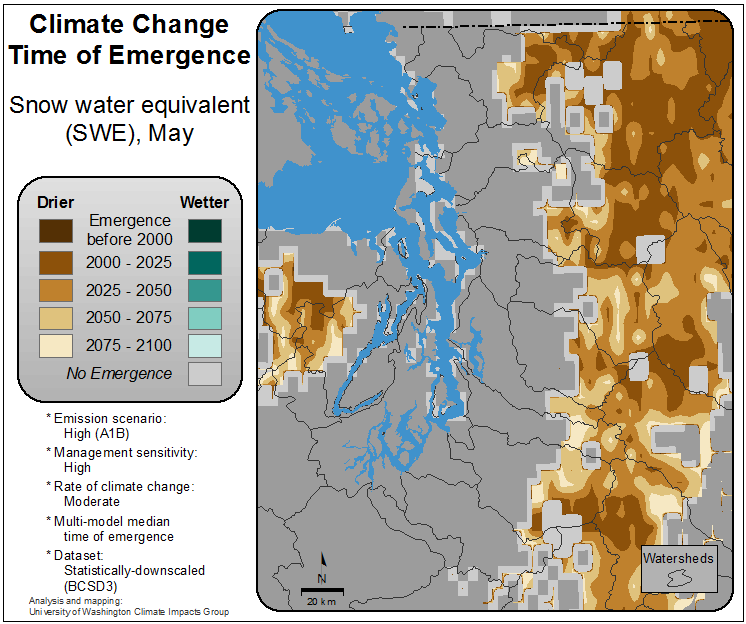 Climate Change
Time of Emergence
Snow water equivalent
(SWE), May
Drier
Wetter
Emergence
before 2000
2000 - 2025
2025 - 2050
2050 - 2075
2075 - 2100
No Emergence
* Emission scenario:
High (A1B)
* Management sensitivity:
High
* Rate of climate change:
Moderate
* Multi-model median
time of emergence
* Dataset:
Statistically-downscaled
(BCSD3)
Analysis and mapping:
University of Washington Climate Impacts Group
N
20 km
Watersheds